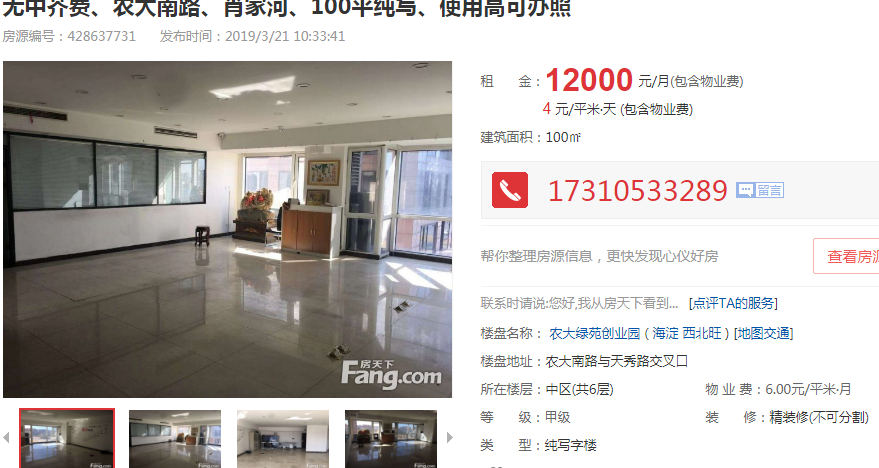 无中介费、农大南路、肖家河、100平纯写、使用高可办照
房源编号：428637731 发布时间：2019/3/21 10:33:41
租 金：12000 元/月(包含物业费)
4 元/平米·天 (包含物业费)
建筑面积：100㎡
17310533289 留言
帮你整理房源信息，更快发现心仪好房 查看房源
联系时请说:您好,我从房天下看到... [点评TA的服务]
楼盘名称： 农大绿苑创业园 ( 海淀 西北旺 ) [地图交通]
楼盘地址：农大南路与天秀路交叉口
所在楼层：中区(共6层) 物 业 费：6.00元/平米·月
等 级：甲级 装 修：精装修(不可分割)
类 型：纯写字楼
房天下
Fang.com
Fang.com
Fang.com
Fang.com
Fang.com